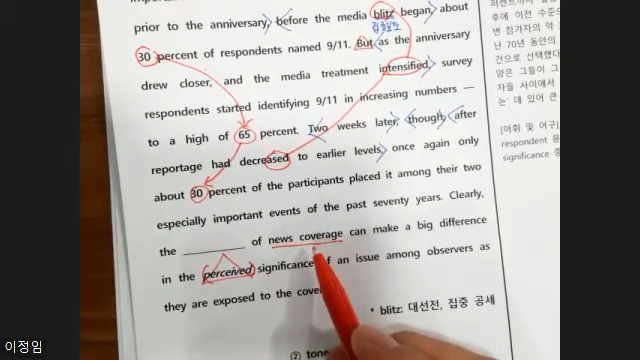 prior to the anniversary, before the media blitz began, about
집중보도
30 percent of respondents named 9/11. But as the anniversary
drew closer, and the media treatment intensified, survey
respondents started identifying 9/11 in increasing numbers —
to a high of 65 percent. Two weeks later, though, after
reportage had decreased to earlier levels, once again only
about 30 percent of the participants placed it among their two
especially important events of the past seventy years. Clearly,
the ________ of news coverage can make a big difference
in the perceived significance of an issue among observers as
they are exposed to the
* blitz: 대선전, 집중 공세
② tone
후에 이전 수준
번 참가자의 약
난 70년 동안의
건으로 선택했다
양은 그들이 그
자들 사이에서
는' 데 있어 큰
[어휘 및 어구]
respondent 응
significance 중
이정임